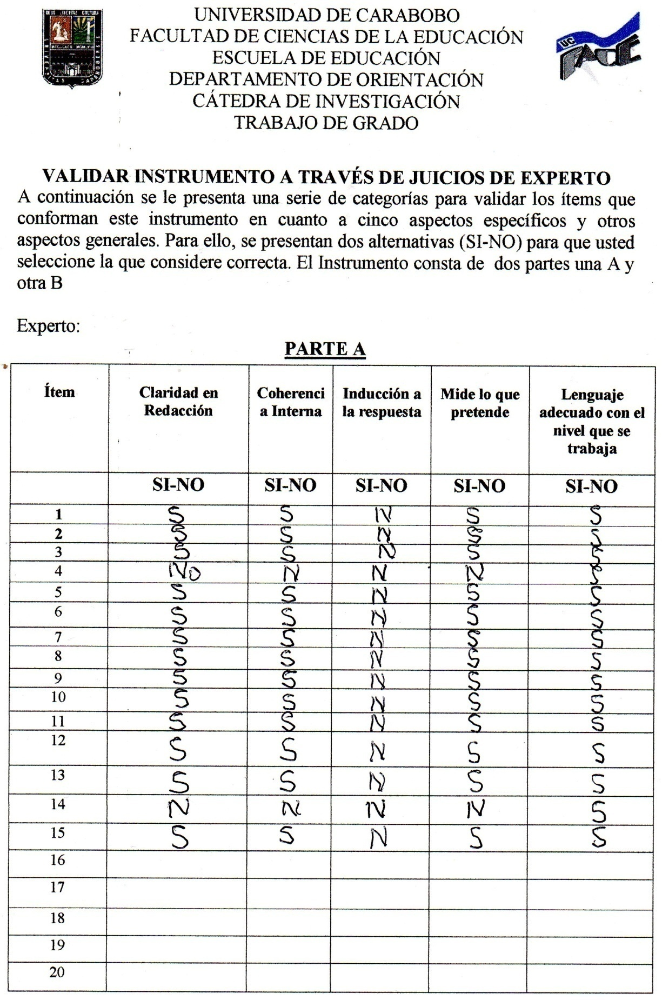 UNIVERSIDAD DE CARABOBO
FACULTAD DE CIENCIAS DE LA EDUCACIÓN
ESCUELA DE EDUCACIÓN
DEPARTAMENTO DE ORIENTACIÓN
CÁTEDRA DE INVESTIGACIÓN
TRABAJO DE GRADO
UC
FACE
VALIDAR INSTRUMENTO A TRAVÉS DE JUICIOS DE EXPERTO
A continuación se le presenta una serie de categorías para validar los ítems que
conforman este instrumento en cuanto a cinco aspectos específicos y otros
aspectos generales. Para ello, se presentan dos alternativas (SI-NO) para que usted
seleccione la que considere correcta. El Instrumento consta de dos partes una A y
otra B
Experto:
PARTE A
Ítem Claridad en Redacción Coherencia Interna Inducción a la respuesta Mide lo que pretende Lenguaje adecuado con el nivel que se trabaja
SI-NO SI-NO SI-NO SI-NO SI-NO
1 S S N S S
2 S S N S S
3 S S N S S
4 No N N N S
5 S S N S S
6 S S N S S
7 S S N S S
8 S S N S S
9 S S N S S
10 S S N S S
11 S S N S S
12 S S N S S
13 S S N S S
14 N N N N S
15 S S N S S
16
17
18
19
20